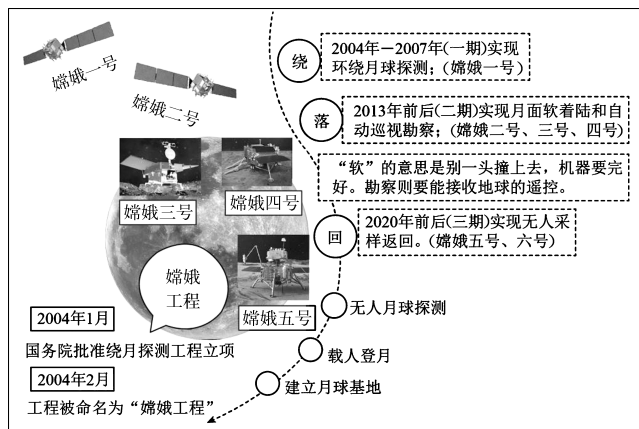 嫦娥一号
嫦娥二号
绕
2004年－2007年(一期)实现
环绕月球探测；(嫦娥一号)
落
2013年前后(二期)实现月面软着陆和自
动巡视勘察；(嫦娥二号、三号、四号)
“软”的意思是别一头撞上去，机器要完
好。勘察则要能接收地球的遥控。
嫦娥三号
嫦娥四号
回
2020年前后(三期)实现无人采
样返回。(嫦娥五号、六号)
嫦娥
工程
嫦娥五号
无人月球探测
载人登月
建立月球基地
2004年1月
国务院批准绕月探测工程立项
2004年2月
工程被命名为“嫦娥工程”